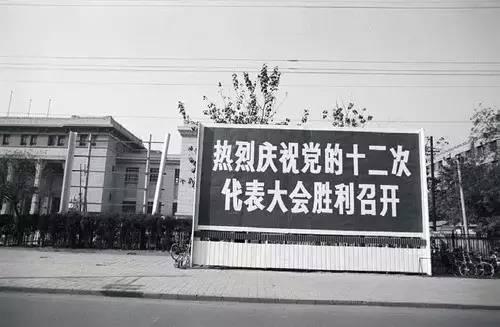 热烈庆祝党的十二次
代表大会胜利召开